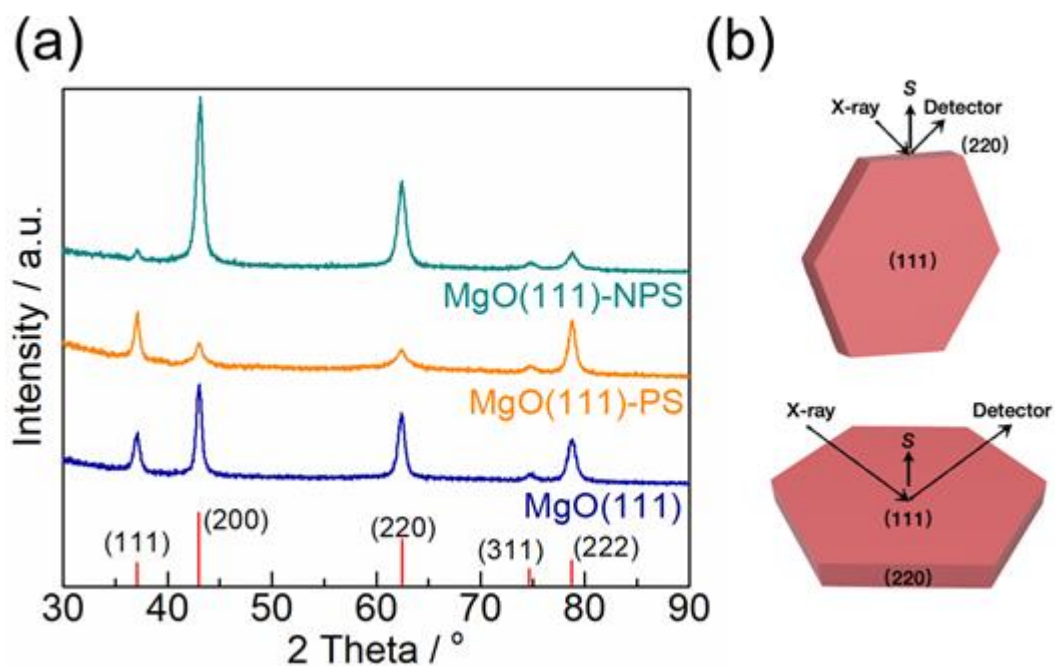 (a)
Intensity / a.u.
MgO(111)-NPS
MgO(111)-PS
MgO(111)
(111)
(200)
(220)
(311)
(222)
30 40 50 60 70 80 90
2 Theta / °
(b)
S
X-ray
Detector
(220)
(111)
X-ray
Detector
S
(111)
(220)